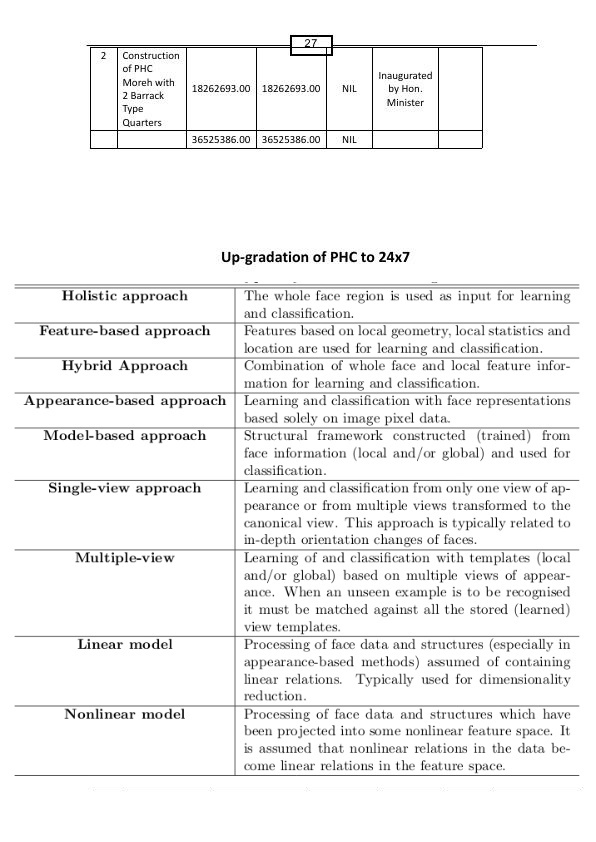 27
2 Construction of PHC Moreh with 2 Barrack Type Quarters 18262693.00 18262693.00 NIL Inaugurated by Hon. Minister
36525386.00 36525386.00 NIL
Up-gradation of PHC to 24x7
Holistic approach The whole face region is used as input for learning
and classification.
Feature-based approach Features based on local geometry, local statistics and
location are used for learning and classification.
Hybrid Approach Combination of whole face and local feature infor-
mation for learning and classification.
Appearance-based approach Learning and classification with face representations
based solely on image pixel data.
Model-based approach Structural framework constructed (trained) from
face information (local and/or global) and used for
classification.
Single-view approach Learning and classification from only one view of ap-
pearance or from multiple views transformed to the
canonical view. This approach is typically related to
in-depth orientation changes of faces.
Multiple-view Learning of and classification with templates (local
and/or global) based on multiple views of appear-
ance. When an unseen example is to be recognised
it must be matched against all the stored (learned)
view templates.
Linear model Processing of face data and structures (especially in
appearance-based methods) assumed of containing
linear relations. Typically used for dimensionality
reduction.
Nonlinear model Processing of face data and structures which have
been projected into some nonlinear feature space. It
is assumed that nonlinear relations in the data be-
come linear relations in the feature space.